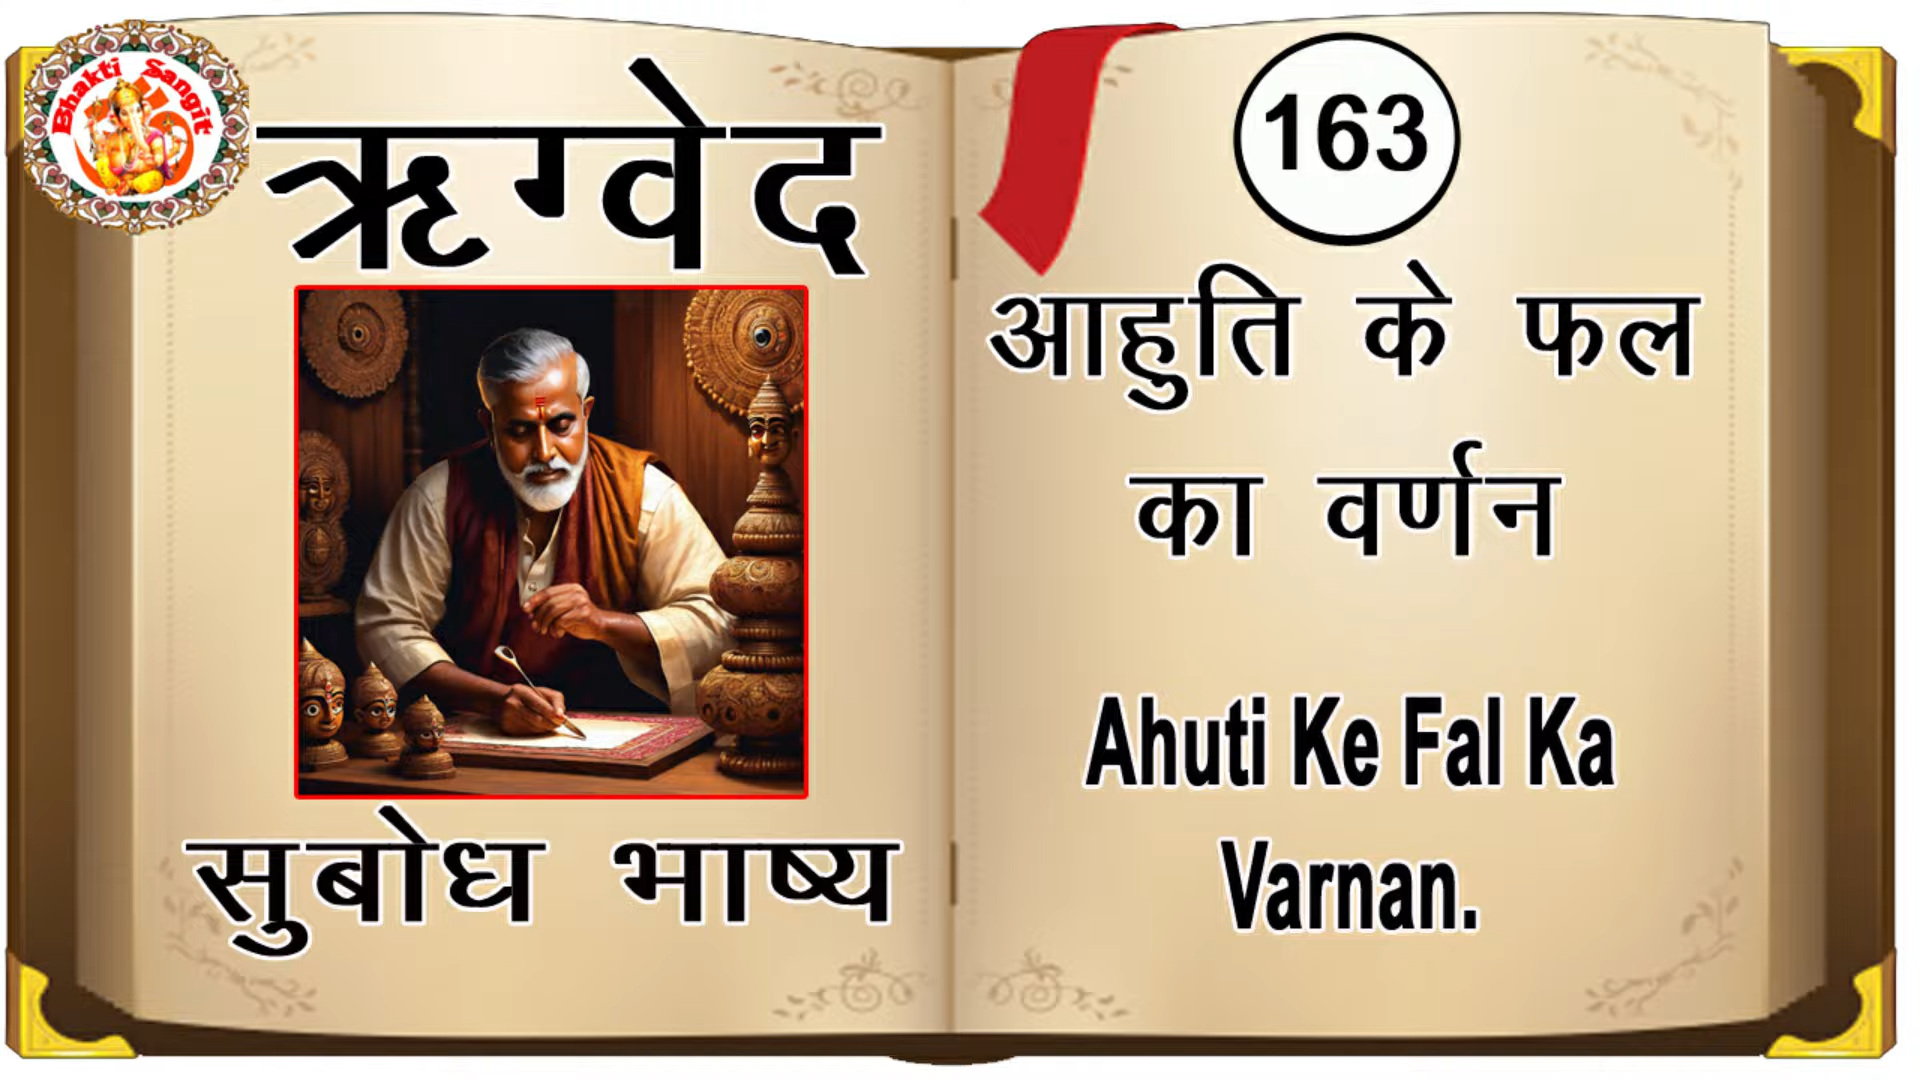 Bhakti Sangit
ऋग्वेद
सुबोध भाष्य
163
आहुति के फल
का वर्णन
Ahuti Ke Fal Ka
Varnan.